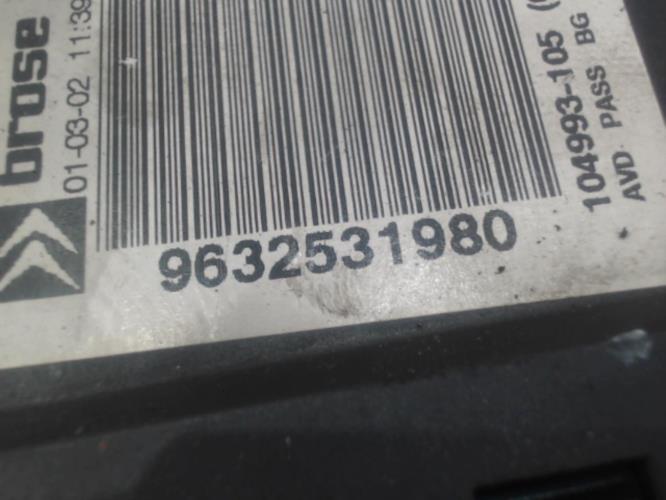 brose
01-03-02 11:39
9632531980
104993-105 (
AVD PASS BG